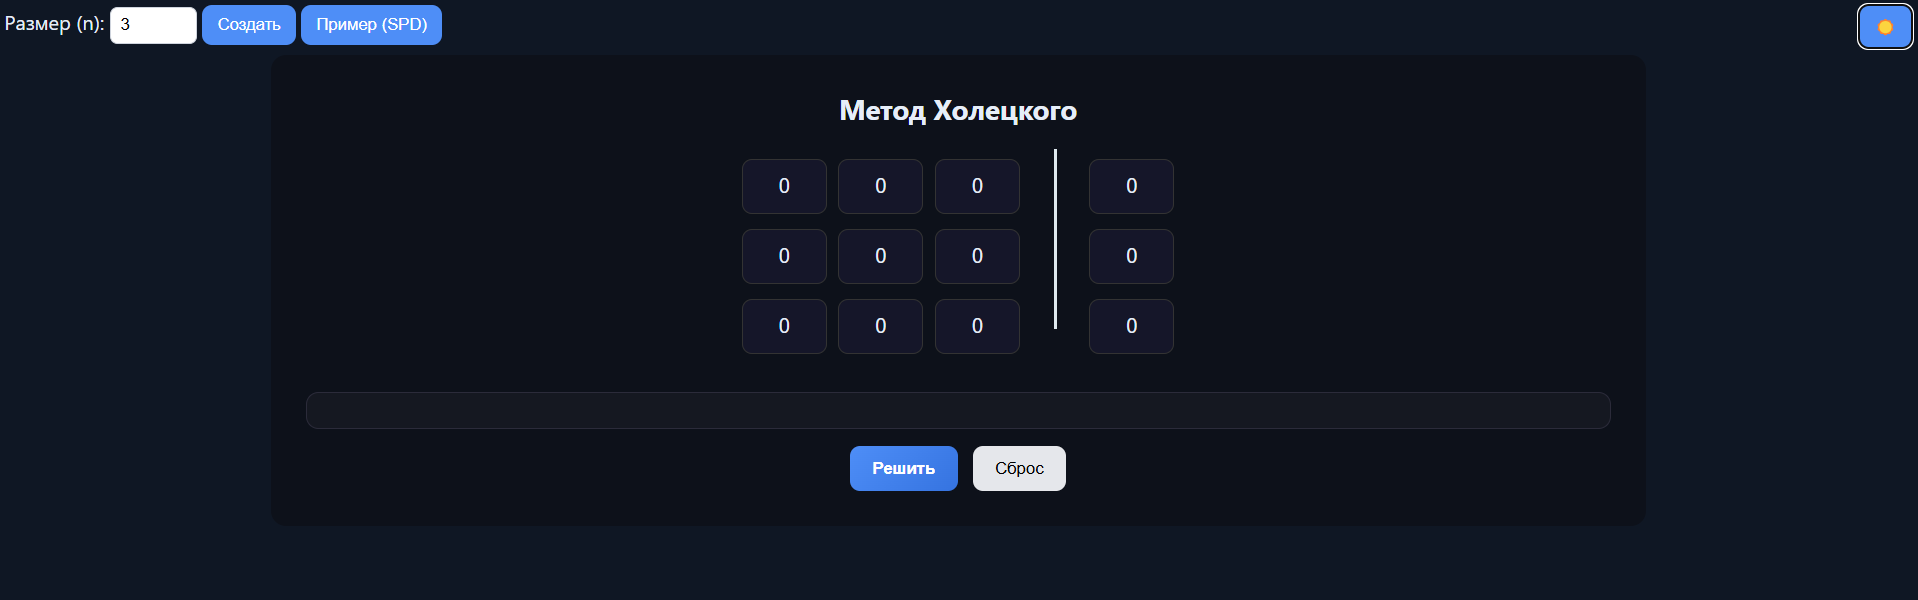 Размер (n): 3 Создать Пример (SPD)
Метод Холецкого
0 0 0 0
0 0 0 0
0 0 0 0
Решить Сброс